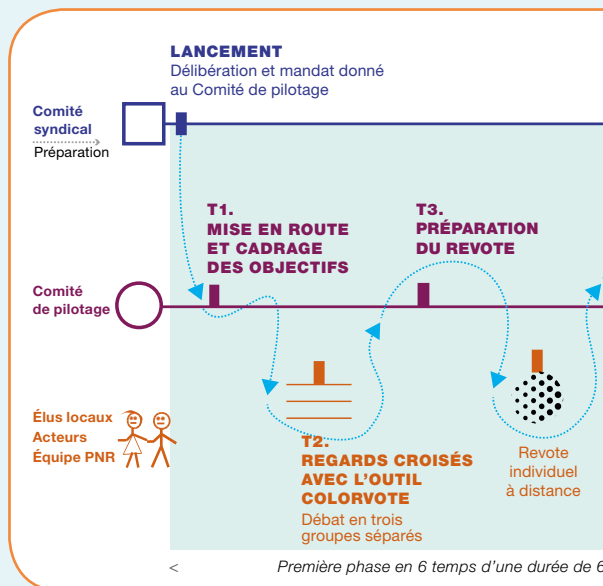 LANCEMENT
Délibération et mandat donné
au Comité de pilotage
Comité
syndical
Préparation
T1.
MISE EN ROUTE
ET CADRAGE
DES OBJECTIFS
T3.
PRÉPARATION
DU REVOTE
Comité
de pilotage
Élus locaux
Acteurs
Équipe PNR
T2.
REGARDS CROISÉS
AVEC L'OUTIL
COLORVOTE
Débat en trois
groupes séparés
Revote
individuel
à distance
< Première phase en 6 temps d'une durée de 6